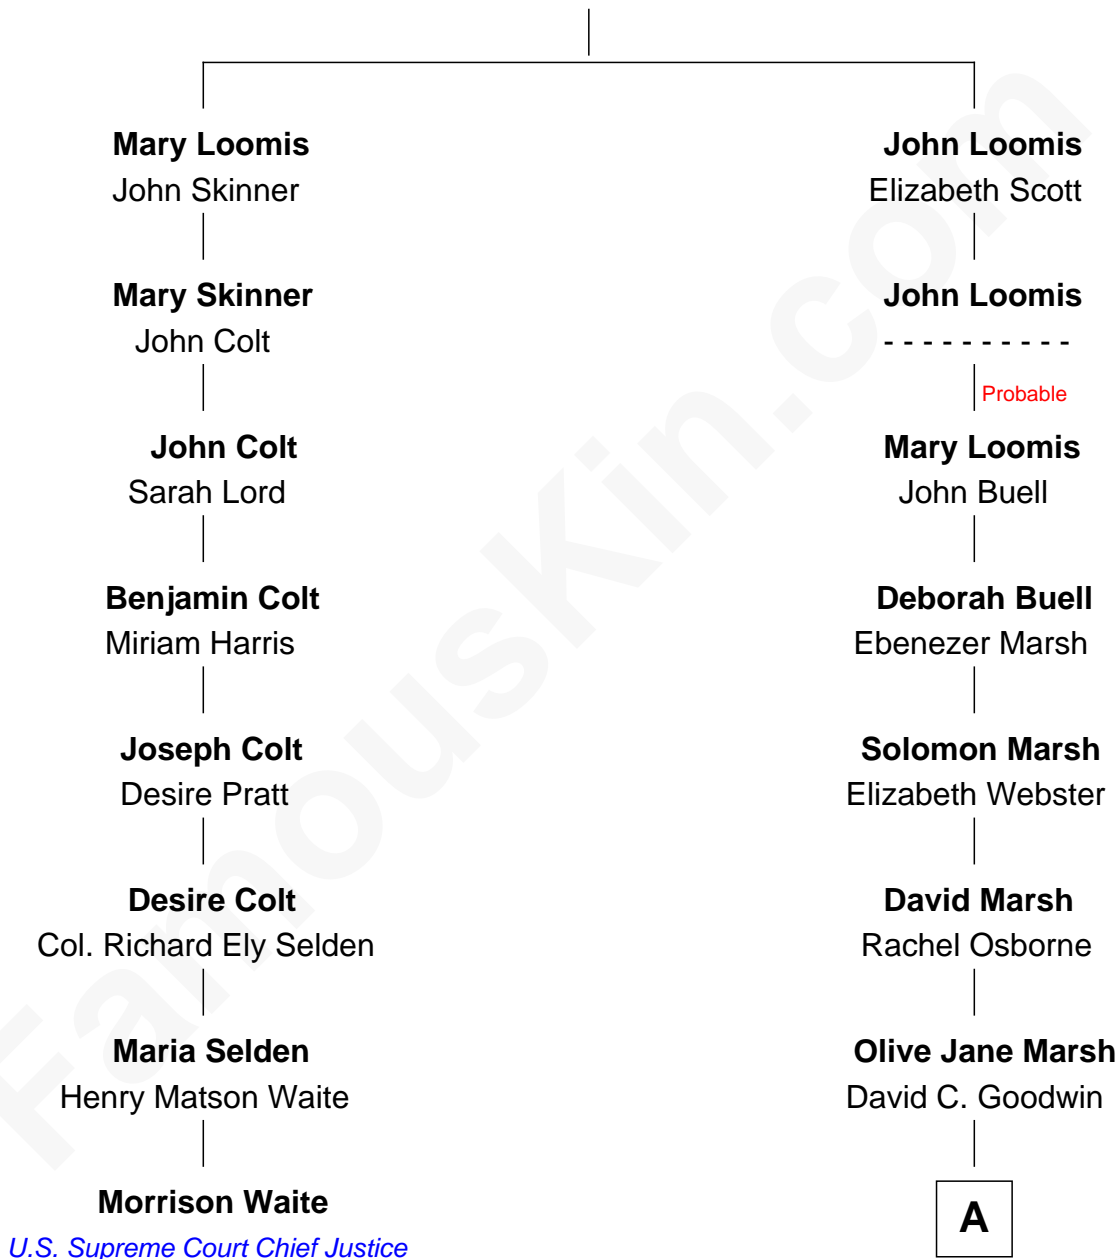 Mary Loomis
John Skinner
Mary Skinner
John Colt
John Colt
Sarah Lord
Benjamin Colt
Miriam Harris
Joseph Colt
Desire Pratt
Desire Colt
Col. Richard Ely Selden
Maria Selden
Henry Matson Waite
Morrison Waite
U.S. Supreme Court Chief Justice
John Loomis
Elizabeth Scott
John Loomis
- - - - - - - - - -
Probable
Mary Loomis
John Buell
Deborah Buell
Ebenezer Marsh
Solomon Marsh
Elizabeth Webster
David Marsh
Rachel Osborne
Olive Jane Marsh
David C. Goodwin
A
FamousKin.com